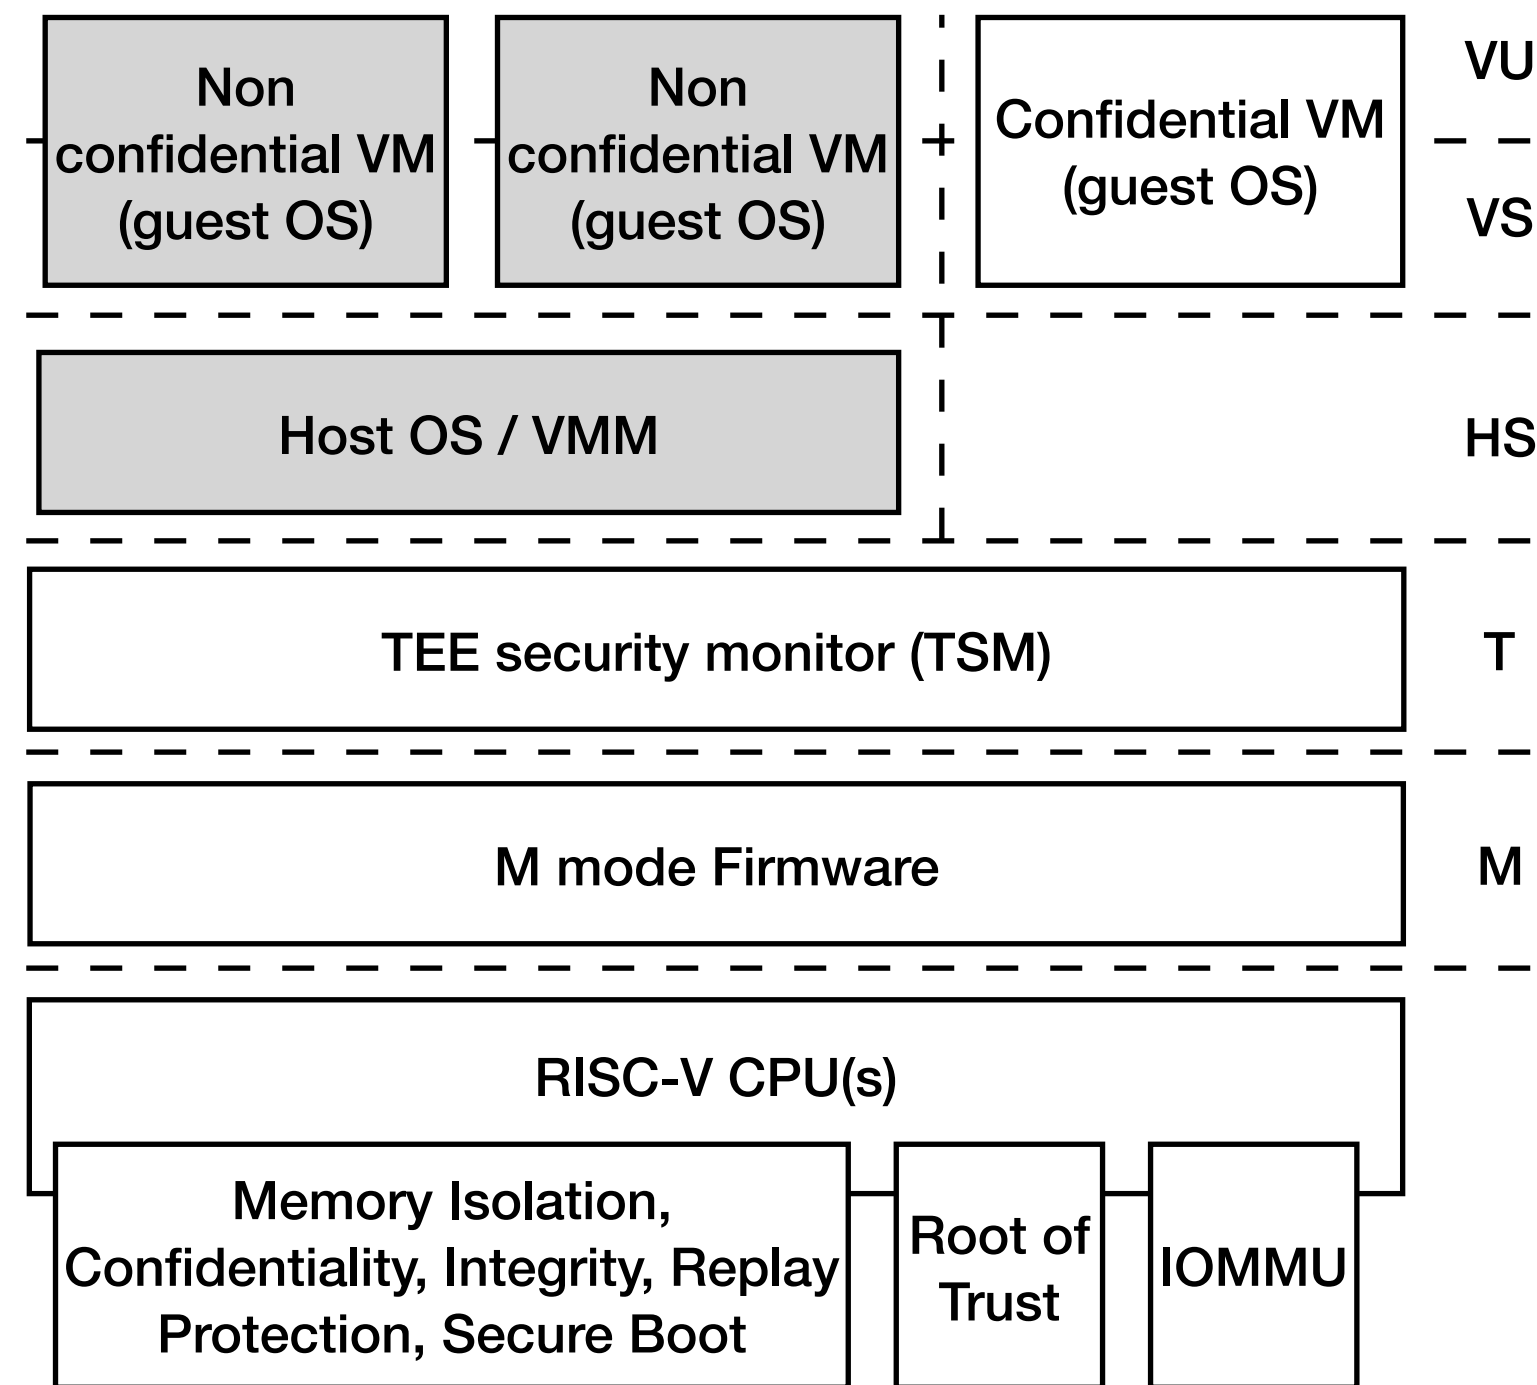 Non
confidential VM
(guest OS)
Non
confidential VM
(guest OS)
Confidential VM
(guest OS)
VU
VS
Host OS / VMM
HS
TEE security monitor (TSM)
T
M mode Firmware
M
RISC-V CPU(s)
Memory Isolation,
Confidentiality, Integrity, Replay
Protection, Secure Boot
Root of
Trust
IOMMU